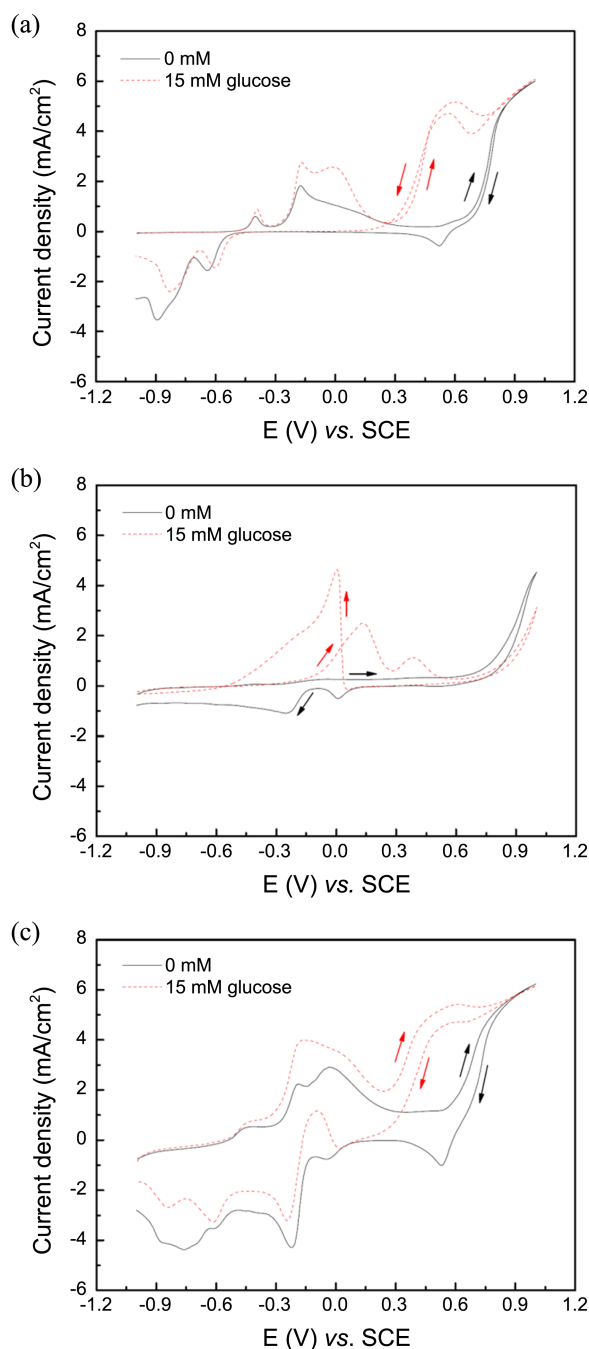 (a)
0 mM
15 mM glucose
Current density (mA/cm²)
8
6
4
2
0
-2
-4
-6
-1.2 -0.9 -0.6 -0.3 0.0 0.3 0.6 0.9 1.2
E (V) vs. SCE
(b)
0 mM
15 mM glucose
Current density (mA/cm²)
8
6
4
2
0
-2
-4
-6
-1.2 -0.9 -0.6 -0.3 0.0 0.3 0.6 0.9 1.2
E (V) vs. SCE
(c)
0 mM
15 mM glucose
Current density (mA/cm²)
8
6
4
2
0
-2
-4
-6
-1.2 -0.9 -0.6 -0.3 0.0 0.3 0.6 0.9 1.2
E (V) vs. SCE